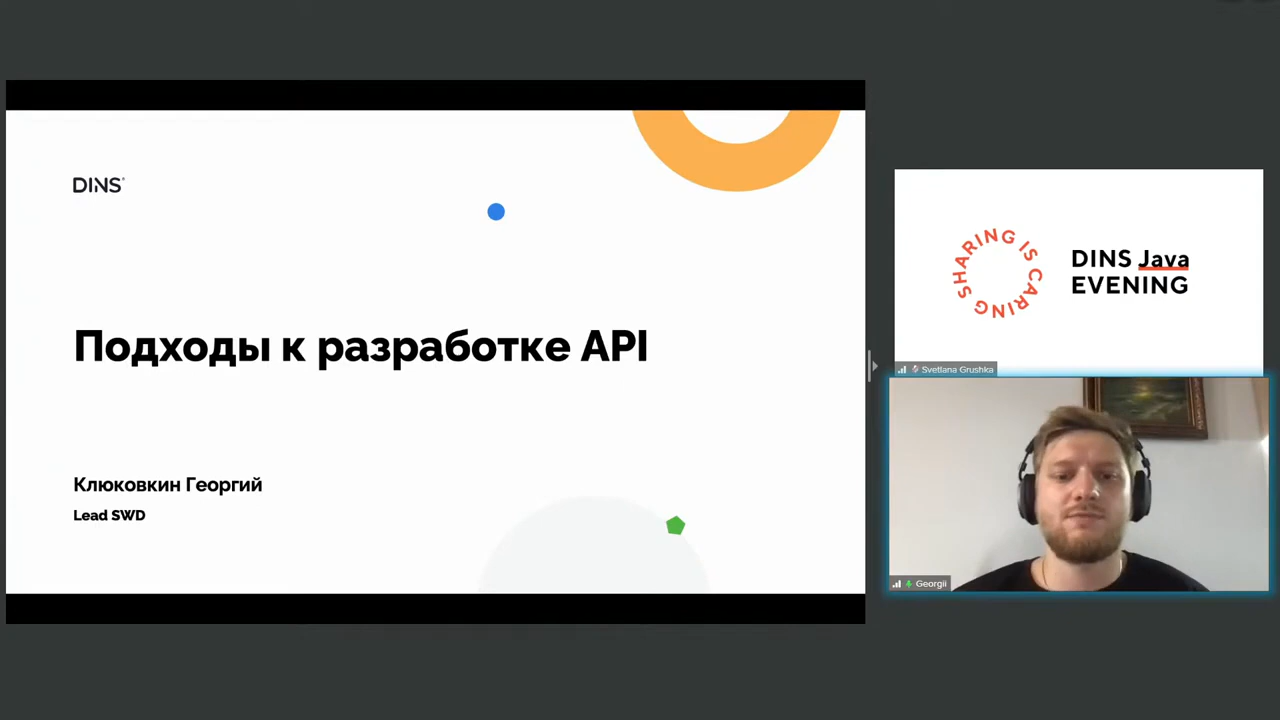 DINS
Подходы к разработке API
Клюковкин Георгий
Lead SWD
SHARING IS CARING
DINS Java
EVENING
Svetlana Grushka
Georgii